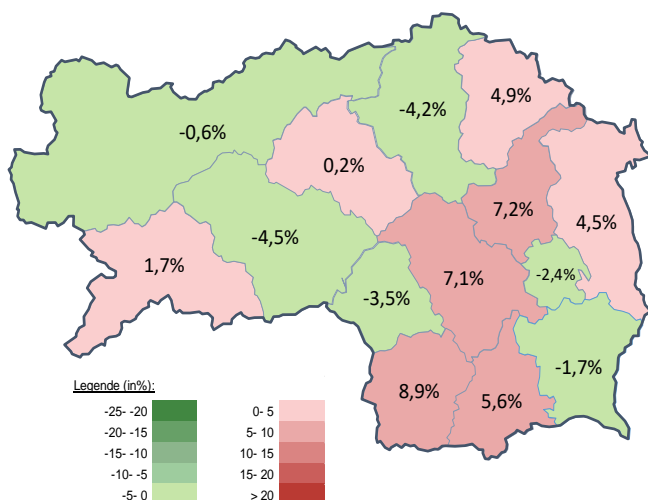 4,9%
-4,2%
-0,6%
0,2%
7,2%
4,5%
-4,5%
1,7%
7,1%
-2,4%
-3,5%
-1,7%
8,9%
5,6%
Legende (in%):
-25- -20 0- 5
-20- -15 5- 10
-15- -10 10- 15
-10- -5 15- 20
-5- 0 > 20